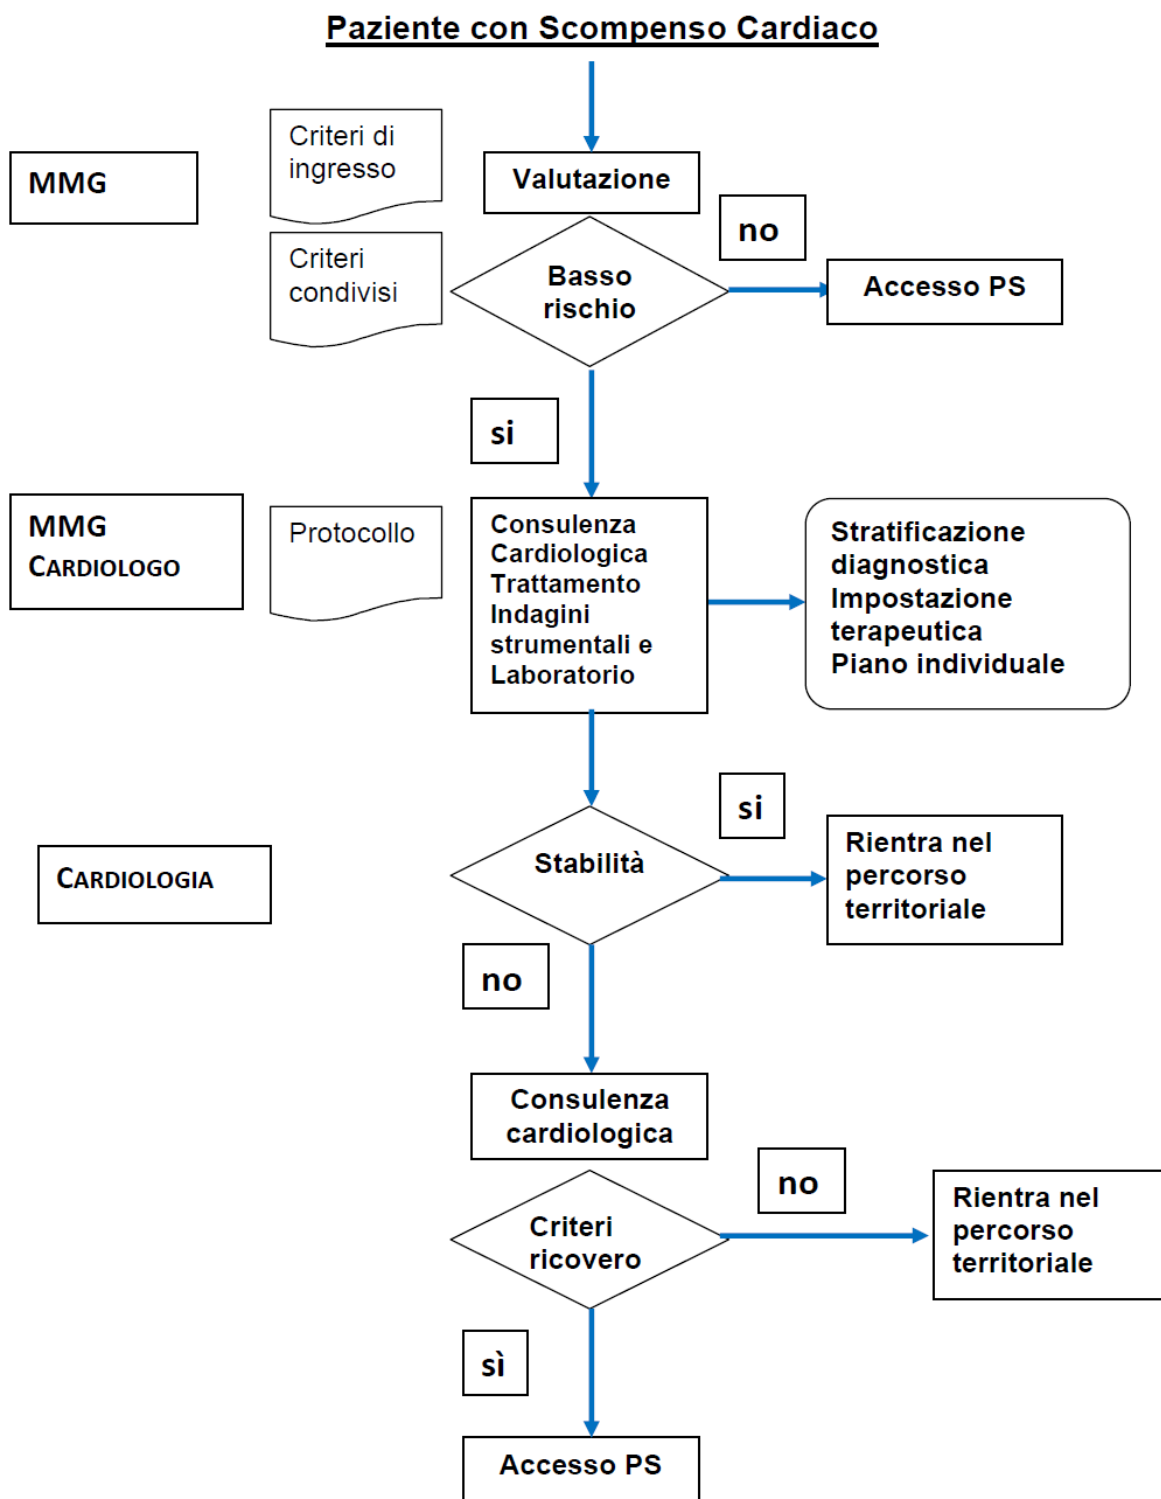 Paziente con Scompenso Cardiaco
Criteri di
ingresso
MMG
Valutazione
no
Criteri
condivisi
Basso
rischio
Accesso PS
si
MMG
CARDIOLOGO
Protocollo
Consulenza
Cardiologica
Trattamento
Indagini
strumentali e
Laboratorio
Stratificazione
diagnostica
Impostazione
terapeutica
Piano individuale
si
CARDIOLOGIA
Stabilità
Rientra nel
percorso
territoriale
no
Consulenza
cardiologica
no
Criteri
ricovero
Rientra nel
percorso
territoriale
sì
Accesso PS